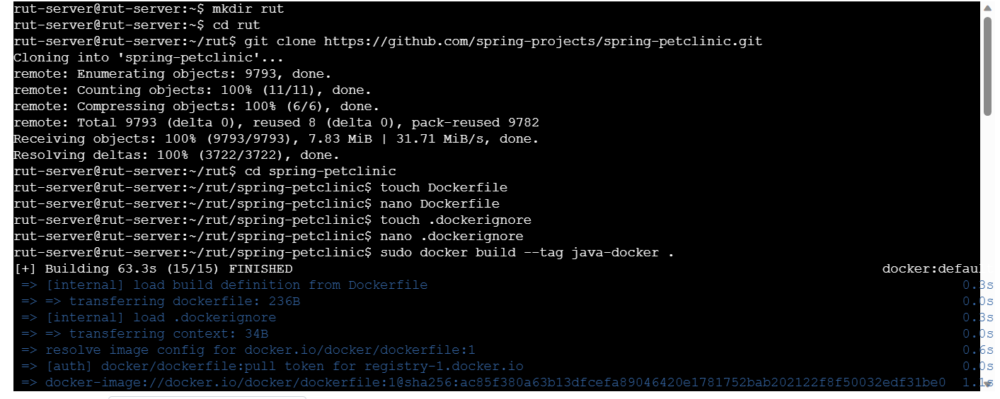 rut-server@rut-server:~$ mkdir rut
rut-server@rut-server:~$ cd rut
rut-server@rut-server:~/rut$ git clone https://github.com/spring-projects/spring-petclinic.git
Cloning into 'spring-petclinic'...
remote: Enumerating objects: 9793, done.
remote: Counting objects: 100% (11/11), done.
remote: Compressing objects: 100% (6/6), done.
remote: Total 9793 (delta 0), reused 8 (delta 0), pack-reused 9782
Receiving objects: 100% (9793/9793), 7.83 MiB | 31.71 MiB/s, done.
Resolving deltas: 100% (3722/3722), done.
rut-server@rut-server:~/rut$ cd spring-petclinic
rut-server@rut-server:~/rut/spring-petclinic$ touch Dockerfile
rut-server@rut-server:~/rut/spring-petclinic$ nano Dockerfile
rut-server@rut-server:~/rut/spring-petclinic$ touch .dockerignore
rut-server@rut-server:~/rut/spring-petclinic$ nano .dockerignore
rut-server@rut-server:~/rut/spring-petclinic$ sudo docker build --tag java-docker .
[+] Building 63.3s (15/15) FINISHED docker:defau
=> [internal] load build definition from Dockerfile 0.3s
=> => transferring dockerfile: 236B 0.0s
=> [internal] load .dockerignore 0.3s
=> => transferring context: 34B 0.0s
=> resolve image config for docker.io/docker/dockerfile:1 0.6s
=> [auth] docker/dockerfile:pull token for registry-1.docker.io 0.0s
=> docker-image://docker.io/docker/dockerfile:1@sha256:ac85f380a63b13dfcefa89046420e1781752bab202122f8f50032edf31be0 1.1s